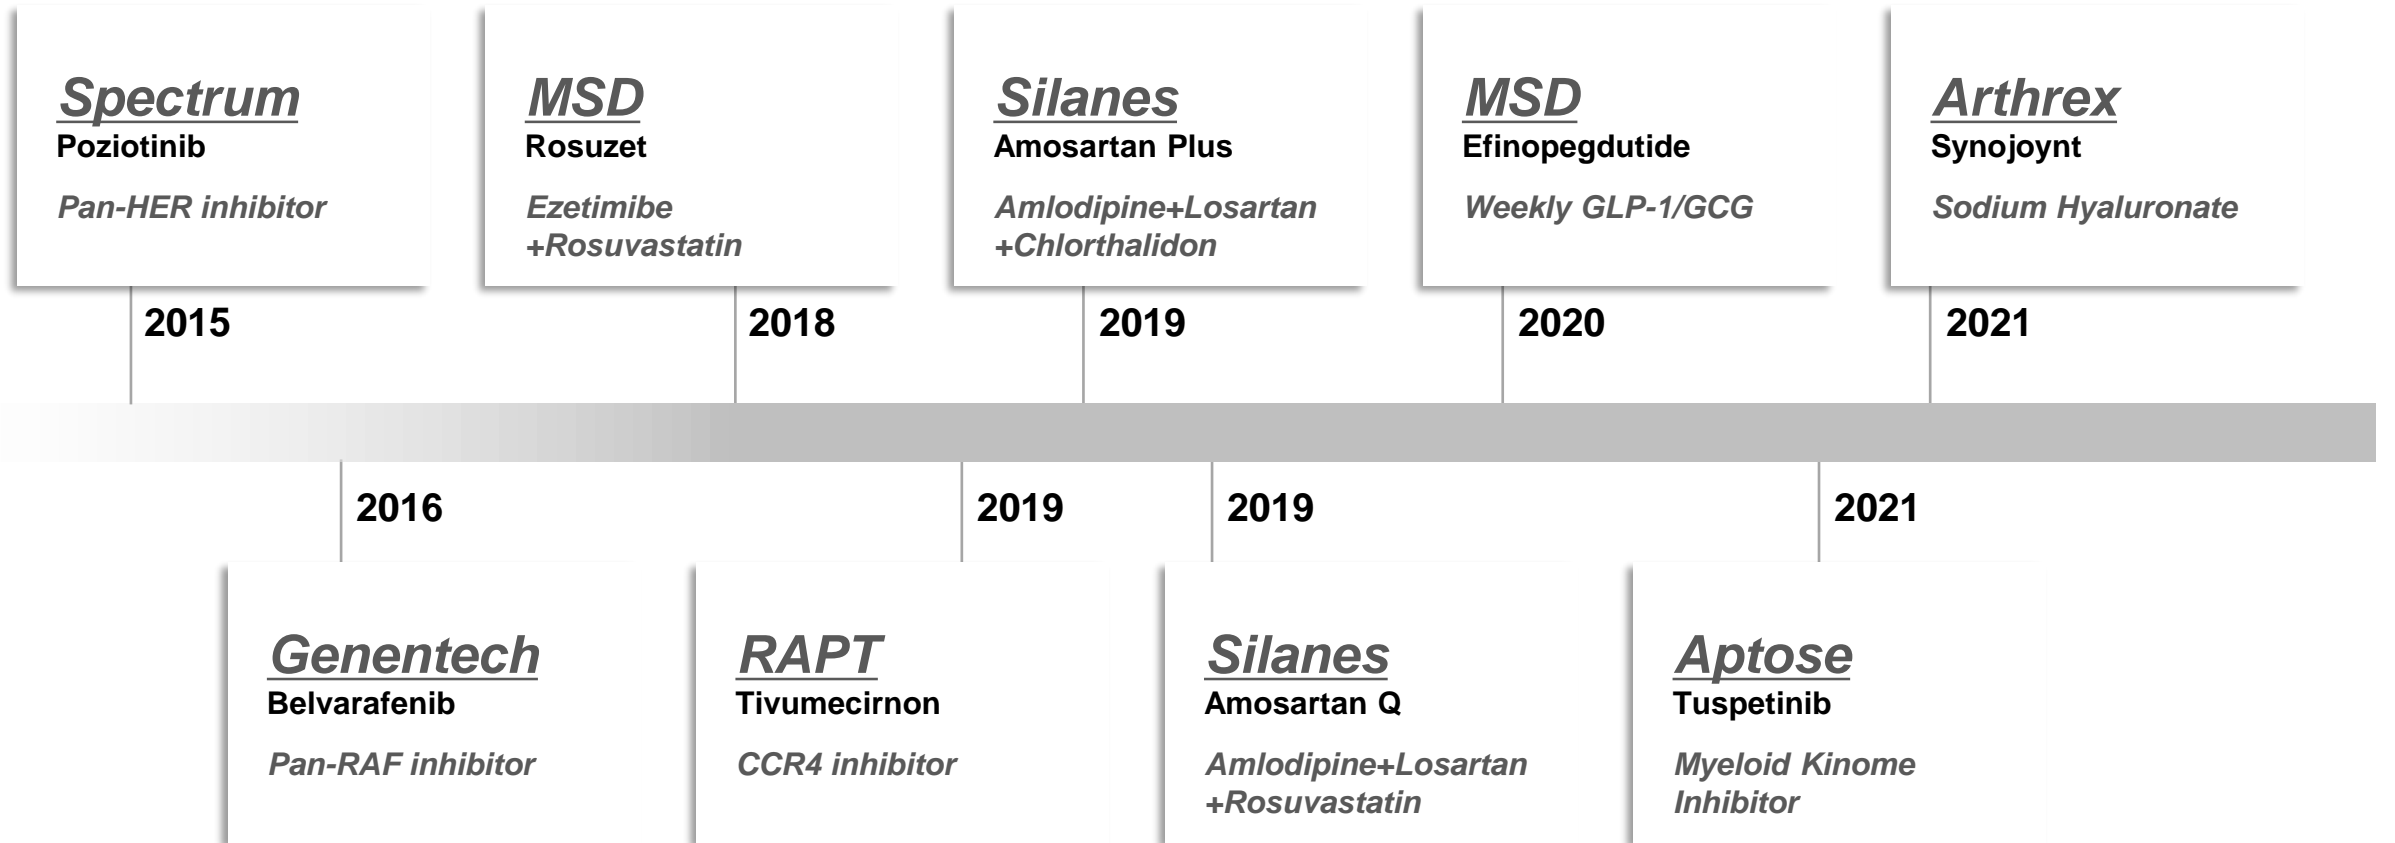 Spectrum
Poziotinib
Pan-HER inhibitor
2015
MSD
Rosuzet
Ezetimibe
+Rosuvastatin
2018
Silanes
Amosartan Plus
Amlodipine+Losartan
+Chlorthalidon
2019
MSD
Efinopegdutide
Weekly GLP-1/GCG
2020
Arthrex
Synojoynt
Sodium Hyaluronate
2021
2016
Genentech
Belvarafenib
Pan-RAF inhibitor
2019
RAPT
Tivumecirnon
CCR4 inhibitor
2019
Silanes
Amosartan Q
Amlodipine+Losartan
+Rosuvastatin
2021
Aptose
Tuspetinib
Myeloid Kinome
Inhibitor